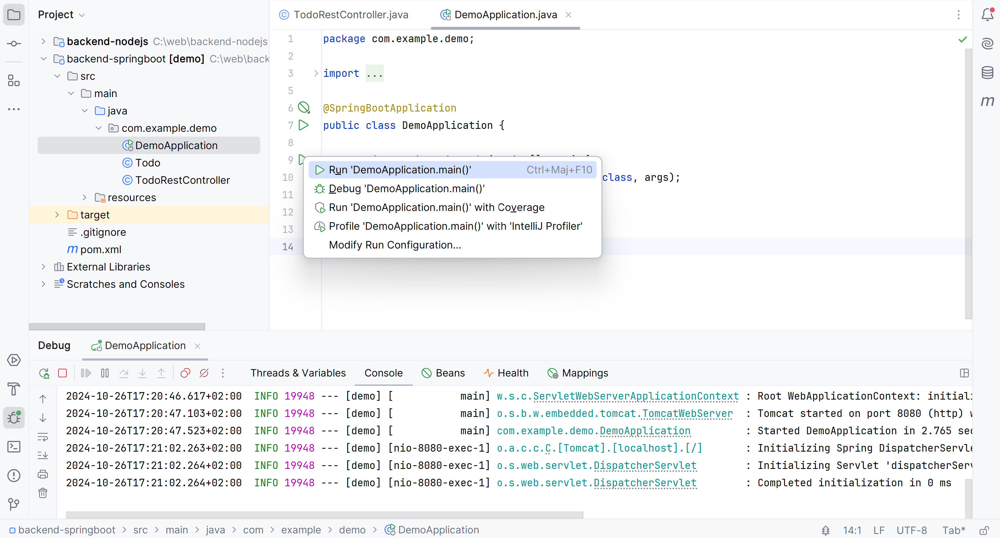 Project
backend-nodejs C:\web\backend-nodejs
backend-springboot [demo] C:\web\back
src
main
java
com.example.demo
DemoApplication
Todo
TodoRestController
resources
target
.gitignore
pom.xml
External Libraries
Scratches and Consoles
TodoRestController.java
DemoApplication.java
1 package com.example.demo;
2
3 import ...
5
6 @SpringBootApplication
7 public class DemoApplication {
8
9
10 class, args);
11
12
13
14
Run 'DemoApplication.main()' Ctrl+Maj+F10
Debug 'DemoApplication.main()'
Run 'DemoApplication.main()' with Coverage
Profile 'DemoApplication.main()' with 'IntelliJ Profiler'
Modify Run Configuration...
Debug DemoApplication
Threads & Variables Console Beans Health Mappings
2024-10-26T17:20:46.617+02:00 INFO 19948 --- [demo] [ main] w.s.c.ServletWebServerApplicationContext : Root WebApplicationContext: initiali
2024-10-26T17:20:47.103+02:00 INFO 19948 --- [demo] [ main] o.s.b.w.embedded.tomcat.TomcatWebServer : Tomcat started on port 8080 (http) w
2024-10-26T17:20:47.523+02:00 INFO 19948 --- [demo] [ main] com.example.demo.DemoApplication : Started DemoApplication in 2.765 sec
2024-10-26T17:21:02.263+02:00 INFO 19948 --- [demo] [nio-8080-exec-1] o.a.c.c.C.[Tomcat].[localhost].[/] : Initializing Spring DispatcherServle
2024-10-26T17:21:02.264+02:00 INFO 19948 --- [demo] [nio-8080-exec-1] o.s.web.servlet.DispatcherServlet : Initializing Servlet 'dispatcherServ
2024-10-26T17:21:02.264+02:00 INFO 19948 --- [demo] [nio-8080-exec-1] o.s.web.servlet.DispatcherServlet : Completed initialization in 0 ms
backend-springboot > src > main > java > com > example > demo > DemoApplication
14:1 LF UTF-8 Tab*